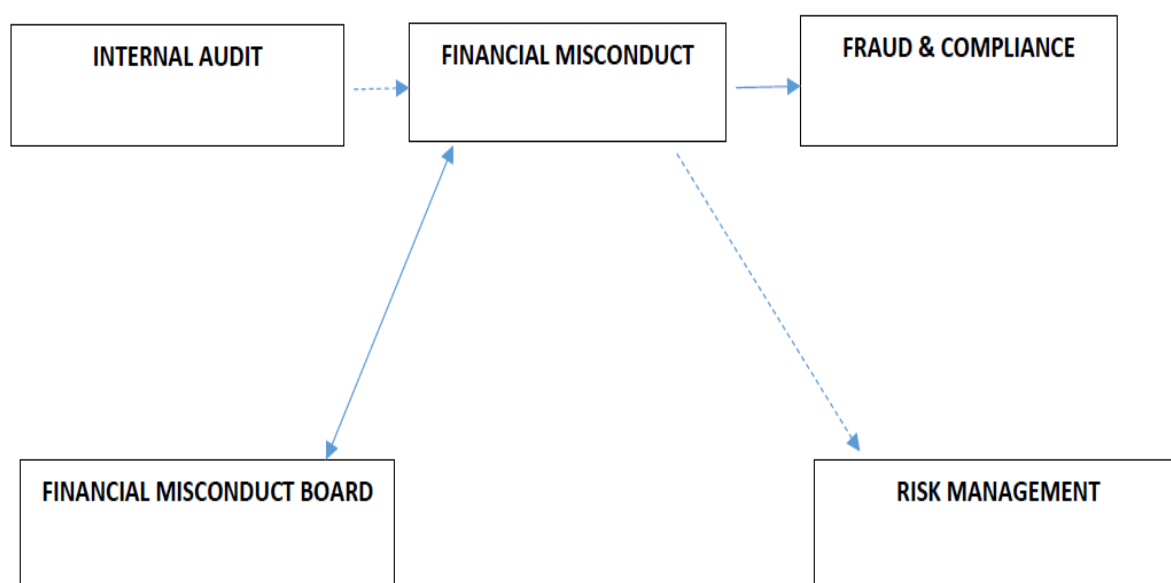 INTERNAL AUDIT
FINANCIAL MISCONDUCT
FRAUD & COMPLIANCE
FINANCIAL MISCONDUCT BOARD
RISK MANAGEMENT